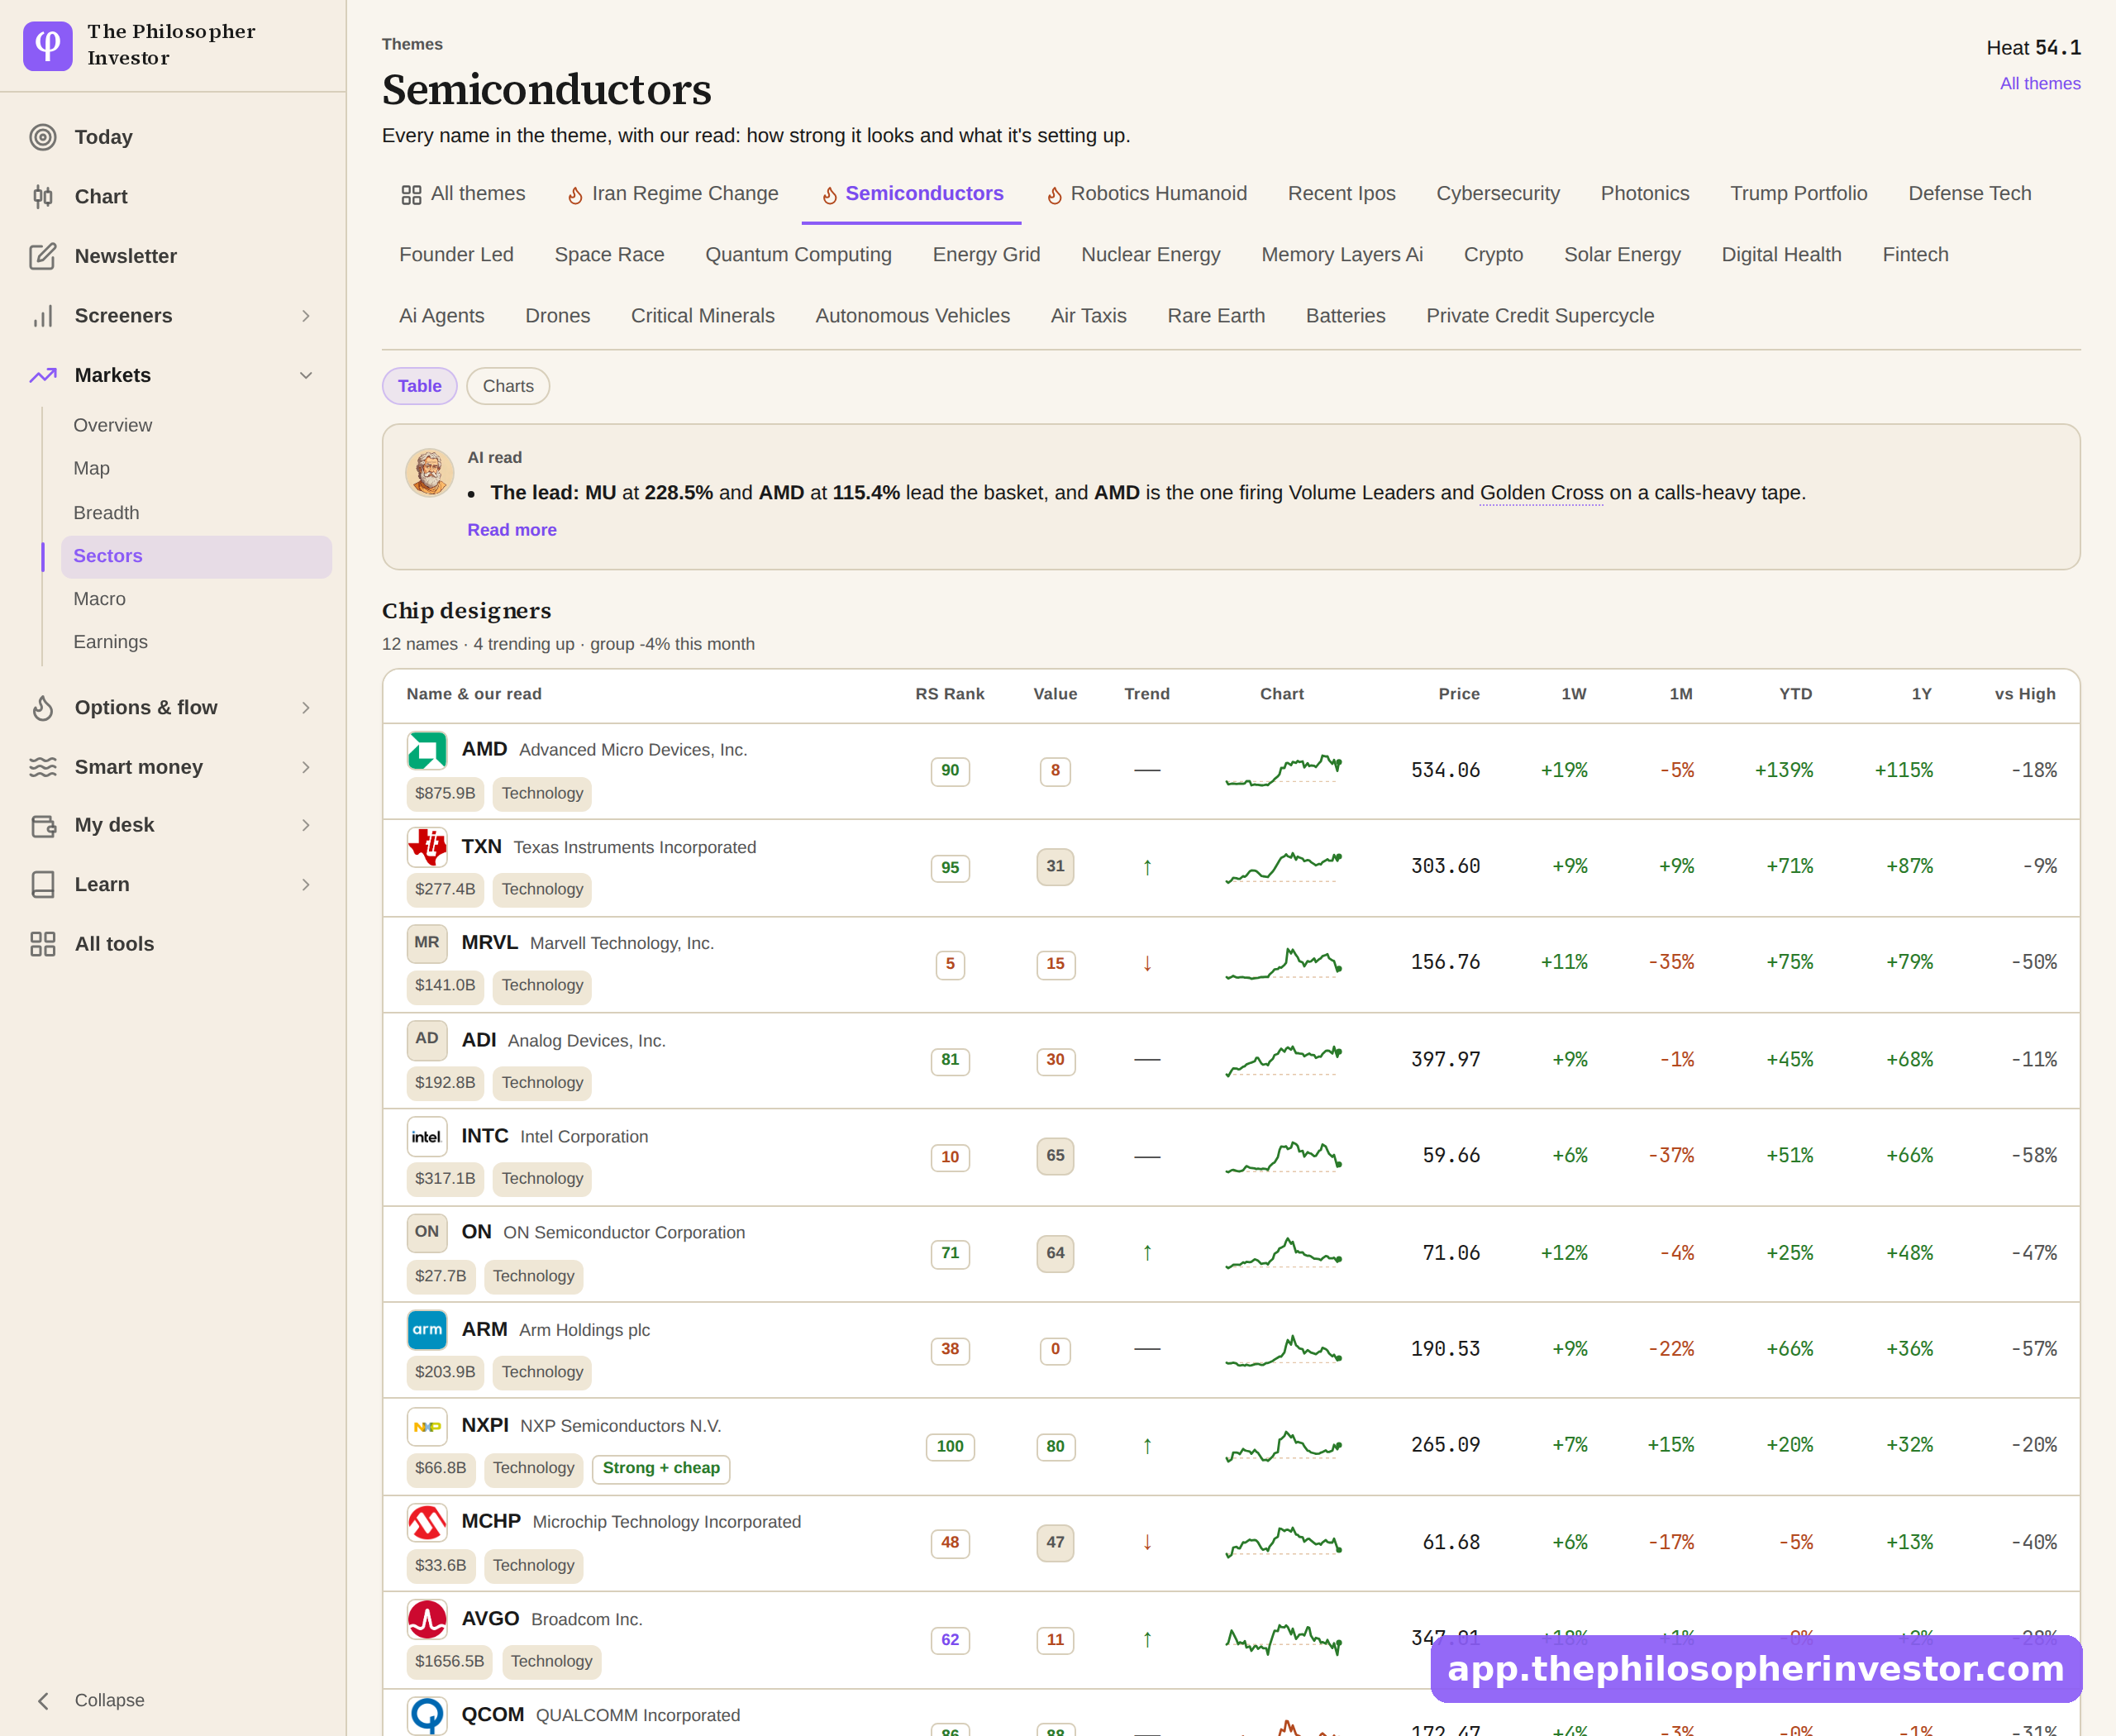 φ The Philosopher
Investor
Today
Chart
Newsletter
Screeners
Markets
Overview
Map
Breadth
Sectors
Macro
Earnings
Options & flow
Smart money
My desk
Learn
All tools
Collapse
Themes
Heat 54.1
Semiconductors
All themes
Every name in the theme, with our read: how strong it looks and what it's setting up.
All themes Iran Regime Change Semiconductors Robotics Humanoid Recent Ipos Cybersecurity Photonics Trump Portfolio Defense Tech
Founder Led Space Race Quantum Computing Energy Grid Nuclear Energy Memory Layers Ai Crypto Solar Energy Digital Health Fintech
Ai Agents Drones Critical Minerals Autonomous Vehicles Air Taxis Rare Earth Batteries Private Credit Supercycle
Table Charts
AI read
• The lead: MU at 228.5% and AMD at 115.4% lead the basket, and AMD is the one firing Volume Leaders and Golden Cross on a calls-heavy tape.
Read more
Chip designers
12 names · 4 trending up · group -4% this month
Name & our read RS Rank Value Trend Chart Price 1W 1M YTD 1Y vs High
AMD Advanced Micro Devices, Inc.
$875.9B Technology
90 8 — 534.06 +19% -5% +139% +115% -18%
TXN Texas Instruments Incorporated
$277.4B Technology
95 31 ↑ 303.60 +9% +9% +71% +87% -9%
MR MRVL Marvell Technology, Inc.
$141.0B Technology
5 15 ↓ 156.76 +11% -35% +75% +79% -50%
AD ADI Analog Devices, Inc.
$192.8B Technology
81 30 — 397.97 +9% -1% +45% +68% -11%
intel INTC Intel Corporation
$317.1B Technology
10 65 — 59.66 +6% -37% +51% +66% -58%
ON ON ON Semiconductor Corporation
$27.7B Technology
71 64 ↑ 71.06 +12% -4% +25% +48% -47%
arm ARM Arm Holdings plc
$203.9B Technology
38 0 — 190.53 +9% -22% +66% +36% -57%
NXP NXPI NXP Semiconductors N.V.
$66.8B Technology Strong + cheap
100 80 ↑ 265.09 +7% +15% +20% +32% -20%
MCHP Microchip Technology Incorporated
$33.6B Technology
48 47 ↓ 61.68 +6% -17% -5% +13% -40%
AVGO Broadcom Inc.
$1656.5B Technology
62 11 ↑ 347.81 +18% +1% -0% +2% -28%
QCOM QUALCOMM Incorporated
86 88 — 172.47 +4% -3% -0% -1% -31%
app.thephilosopherinvestor.com